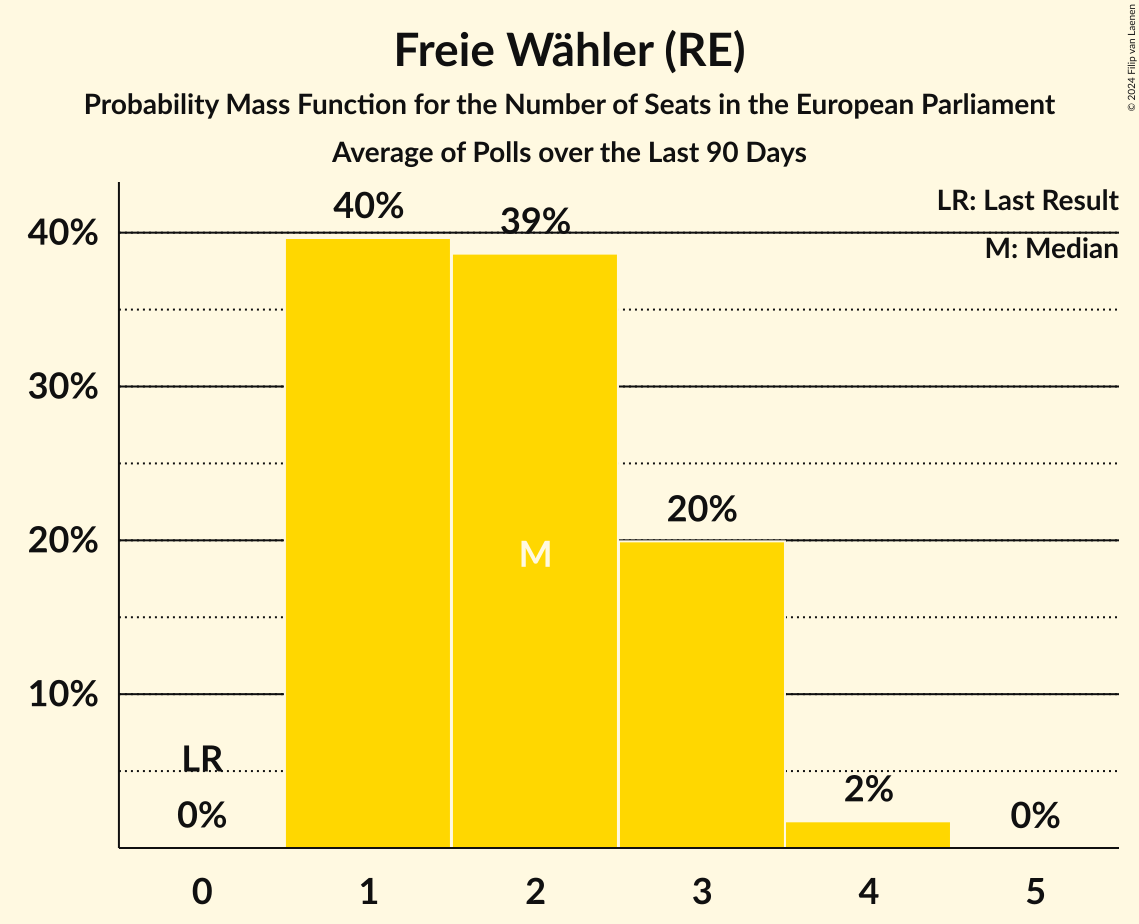 © 2024 Filip van Laenen
Freie Wähler (RE)
Probability Mass Function for the Number of Seats in the European Parliament
Average of Polls over the Last 90 Days
LR: Last Result
M: Median
40%
30%
20%
10%
LR
0%
40%
39%
M
20%
2%
0%
0 1 2 3 4 5